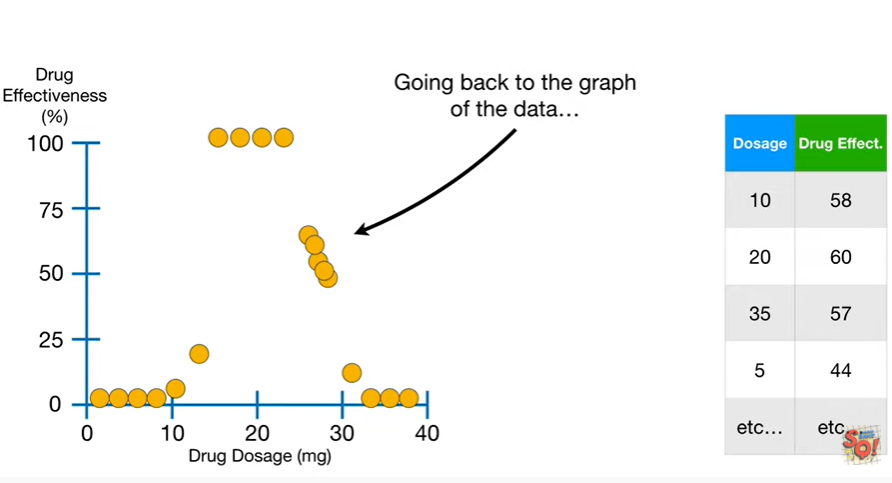 Drug
Effectiveness
(%)
Going back to the graph
of the data…
100
75
50
25
0
0 10 20 30 40
Drug Dosage (mg)
Dosage Drug Effect.
10 58
20 60
35 57
5 44
etc… etc
SQ!